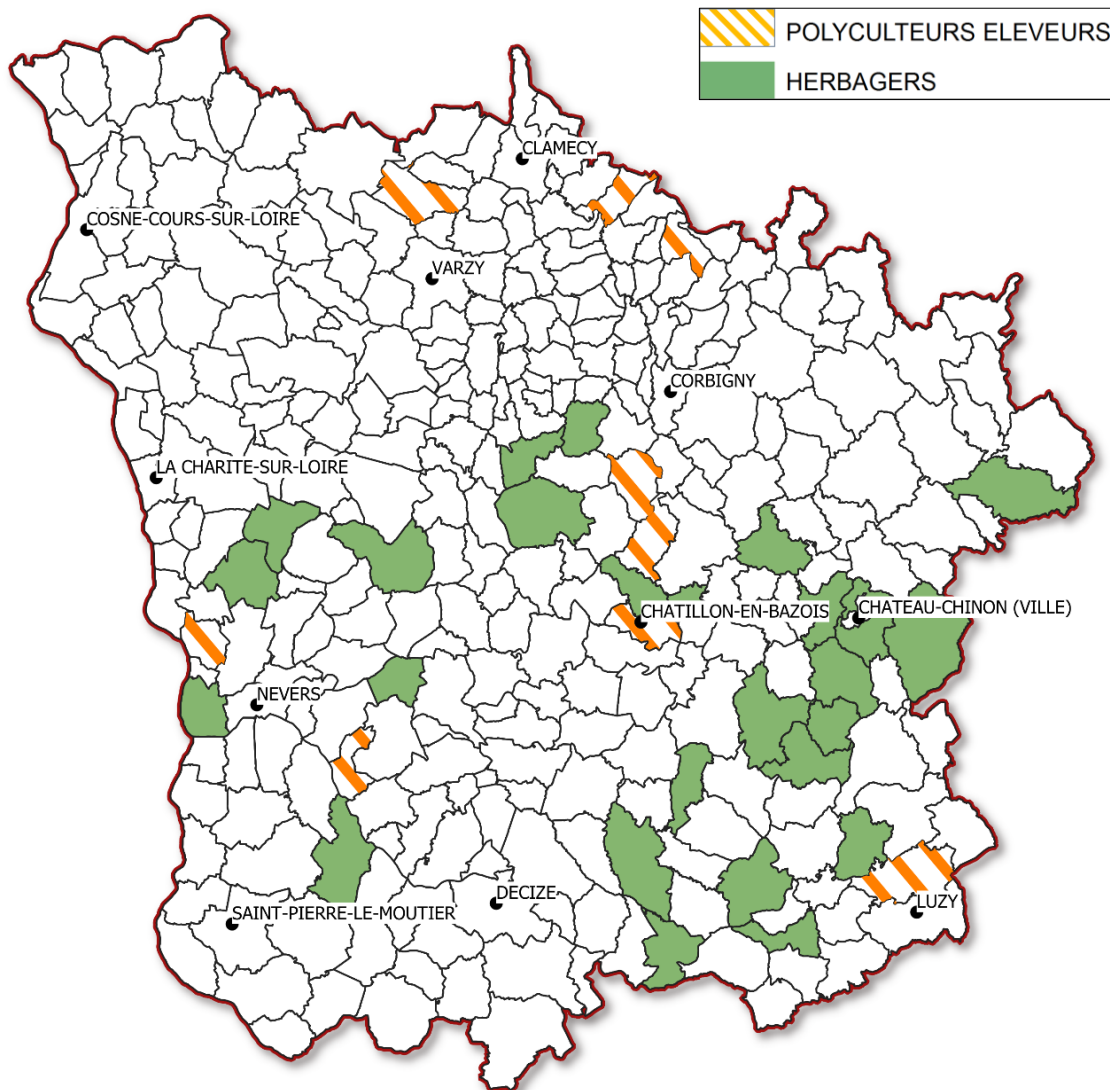 POLYCULTEURS ELEVEURS
HERBAGERS
CLAMECY
COSNE-COURS-SUR-LOIRE
VARZY
CORBIGNY
LA CHARITE-SUR-LOIRE
CHATILLON-EN-BAZOIS
CHATEAU-CHINON (VILLE)
NEVERS
DECIZE
LUZY
SAINT-PIERRE-LE-MOUTIER